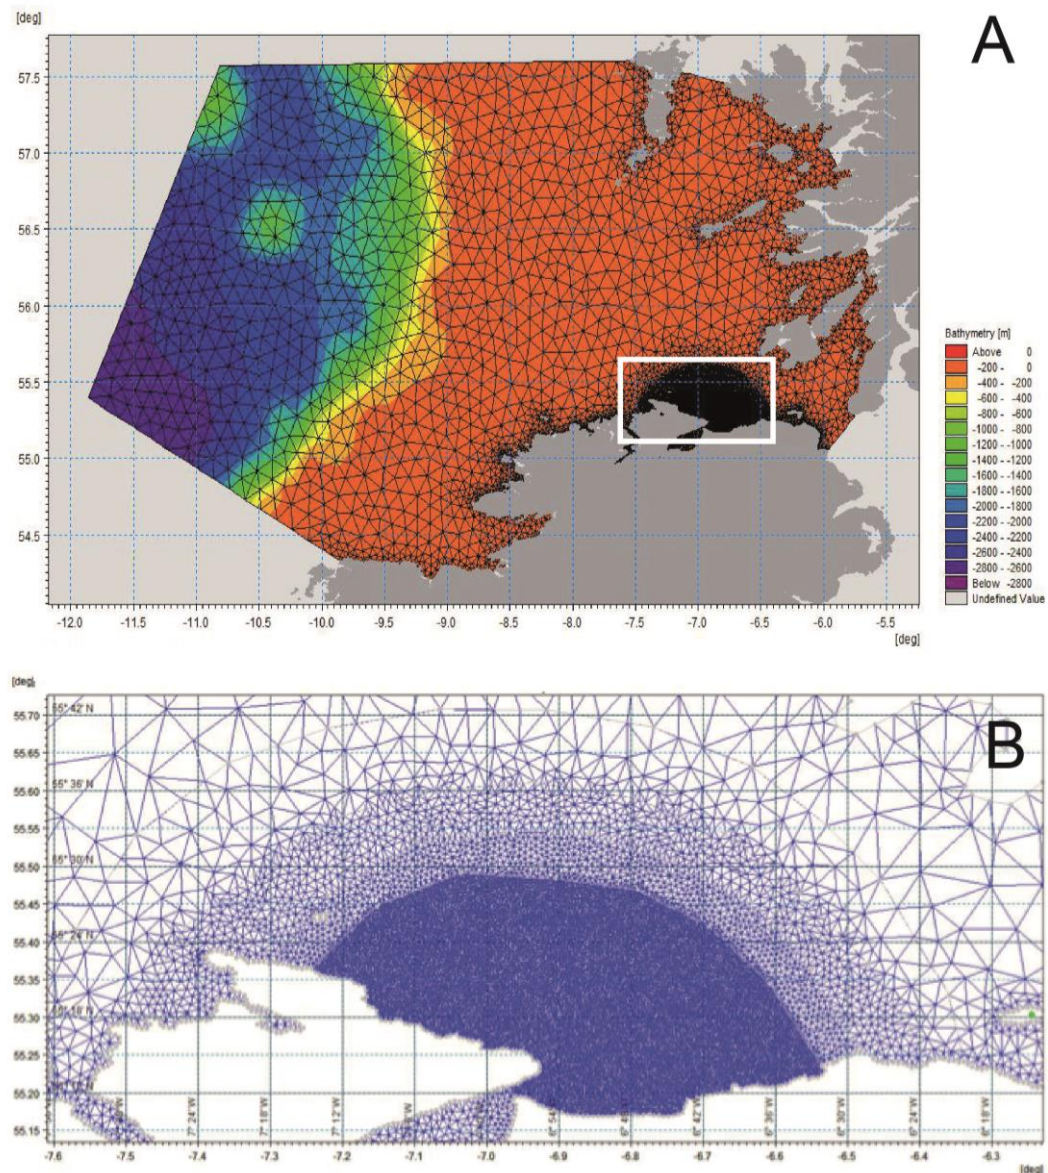 [deg]
A
57.5
57.0
56.5
56.0
55.5
55.0
54.5
-12.0 -11.5 -11.0 -10.5 -10.0 -9.5 -9.0 -8.5 -8.0 -7.5 -7.0 -6.5 -6.0 -5.5
[deg]
Bathymetry [m]
Above 0
-200 - 0
-400 - -200
-600 - -400
-800 - -600
-1000 - -800
-1200 - -1000
-1400 - -1200
-1600 - -1400
-1800 - -1600
-2000 - -1800
-2200 - -2000
-2400 - -2200
-2600 - -2400
-2800 - -2600
Below -2800
Undefined Value
[deg]
B
55.70 55° 42' N
55.65
55.60 55° 36' N
55.55
55.50 55° 30' N
55.45
55.40 55° 24' N
55.35
55.30
55.25
55.20
55.15
7° 24' 7° 18' W 7° 12' W 6° 42' W 6° 36' W 6° 30' W 6° 24' W 6° 18' W
-7.6 -7.5 -7.4 -7.3 -7.2 -7.1 -7.0 -6.9 -6.8 -6.7 -6.6 -6.5 -6.4 -6.3
[deg]